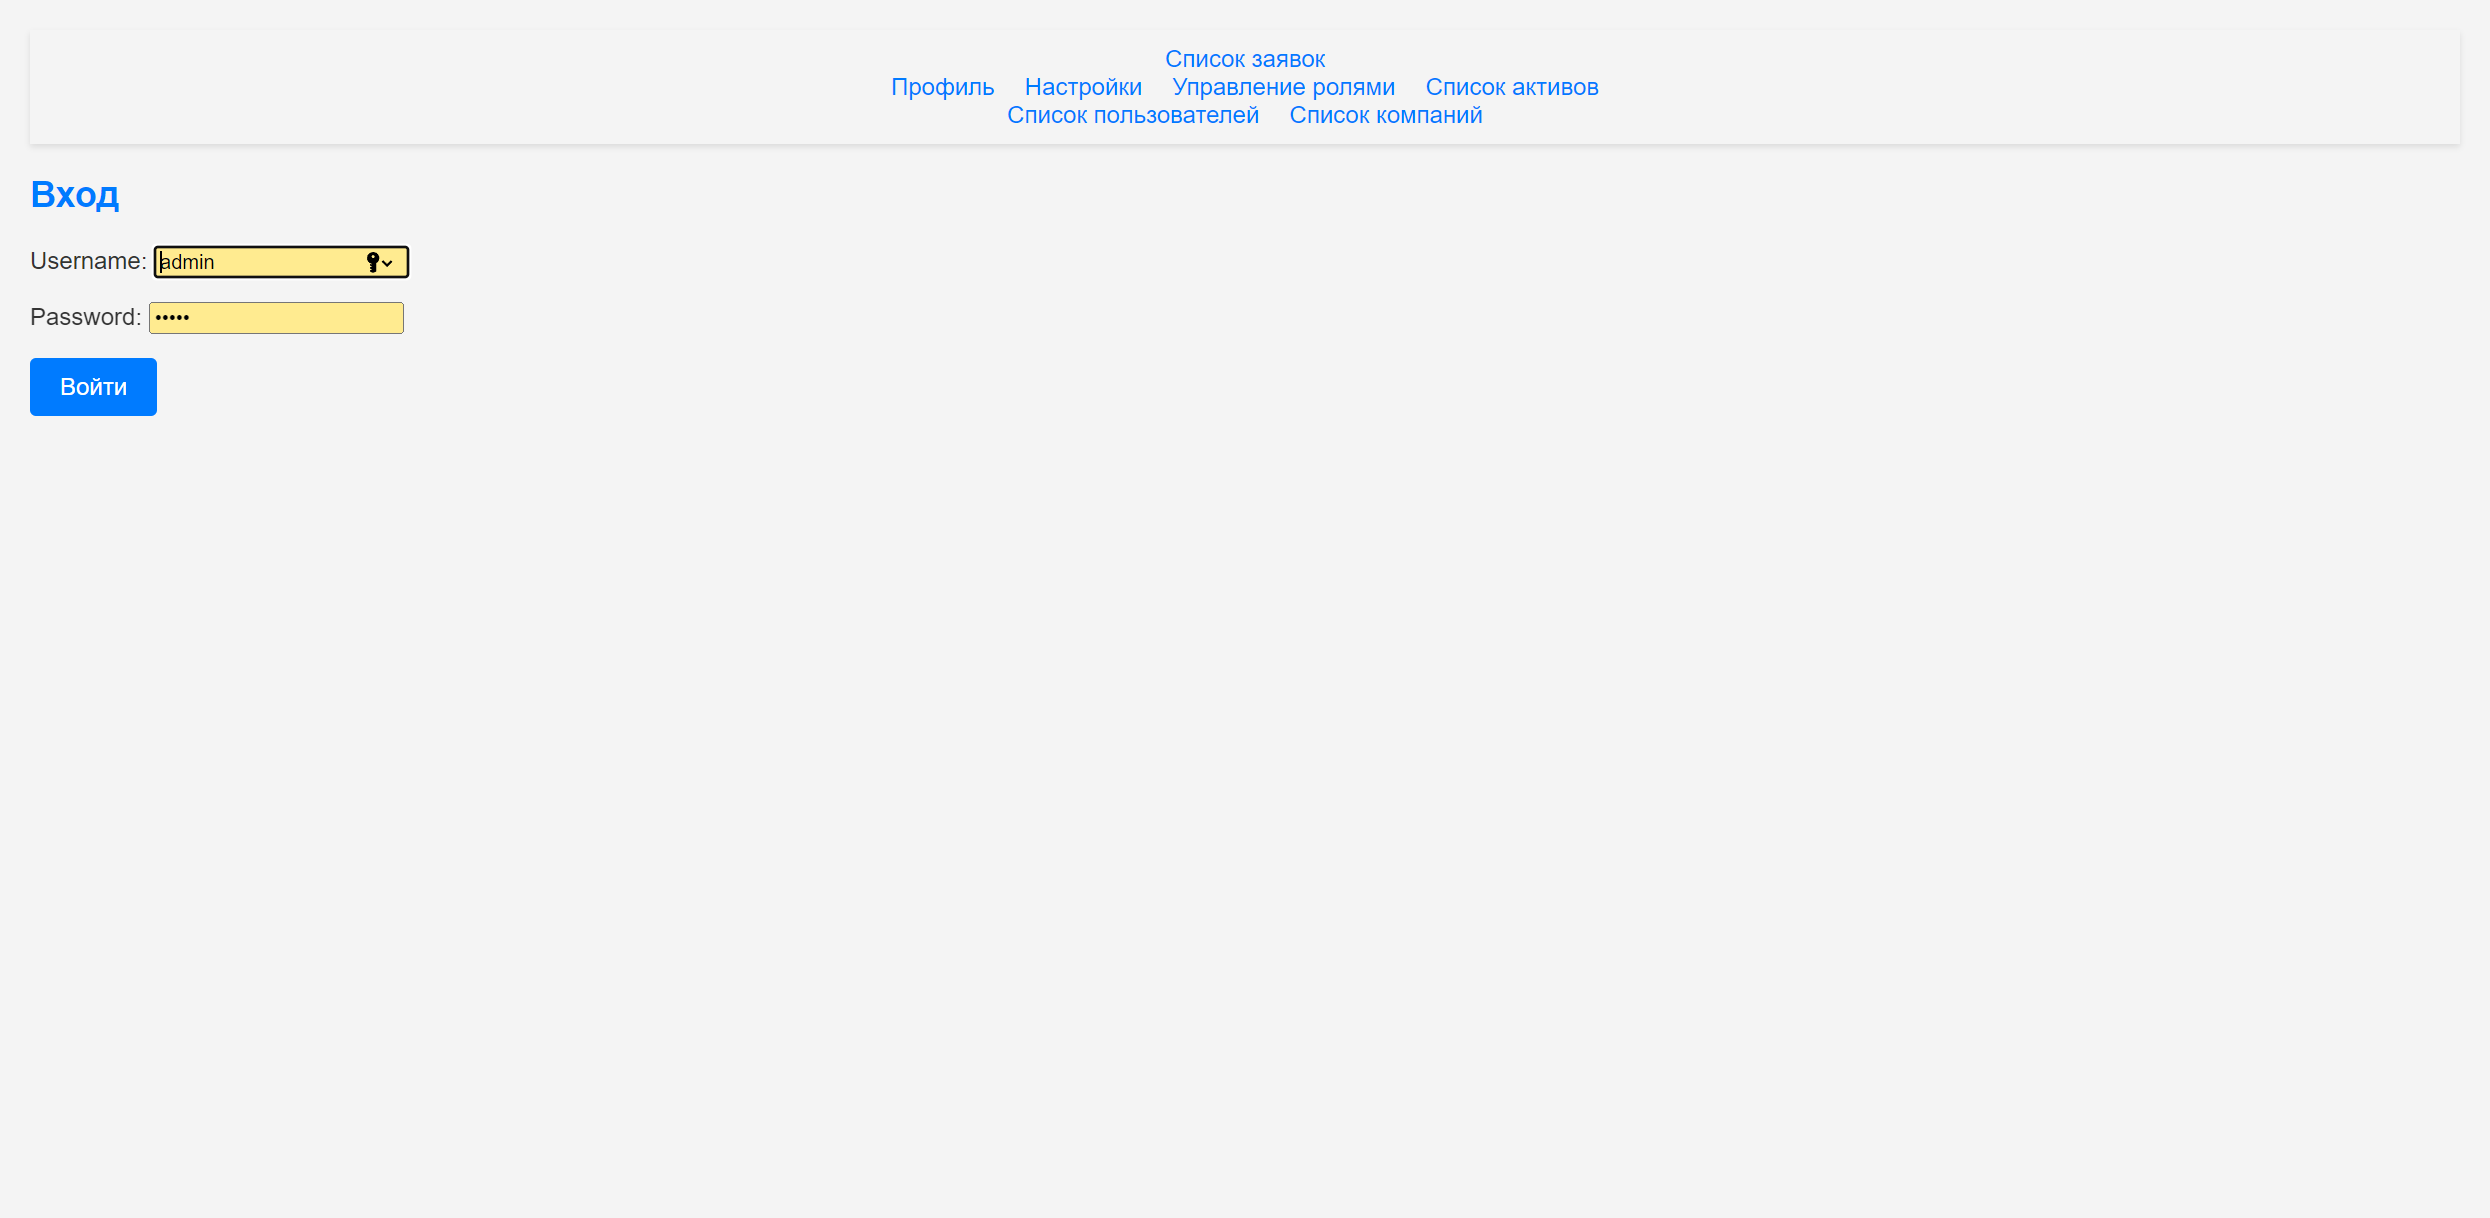 Список заявок
Профиль Настройки Управление ролями Список активов
Список пользователей Список компаний
Вход
Username: admin
Password: •••••
Войти